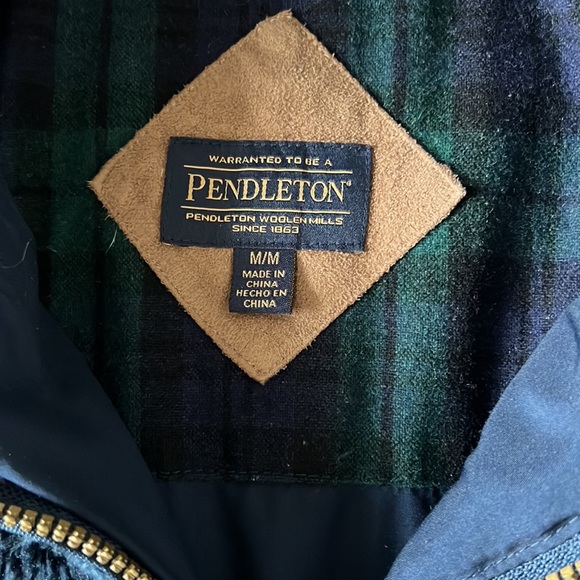 WARRANTED TO BE A
PENDLETON®
PENDLETON WOOLEN MILLS
SINCE 1863
M/M
MADE IN
CHINA
HECHO EN
CHINA